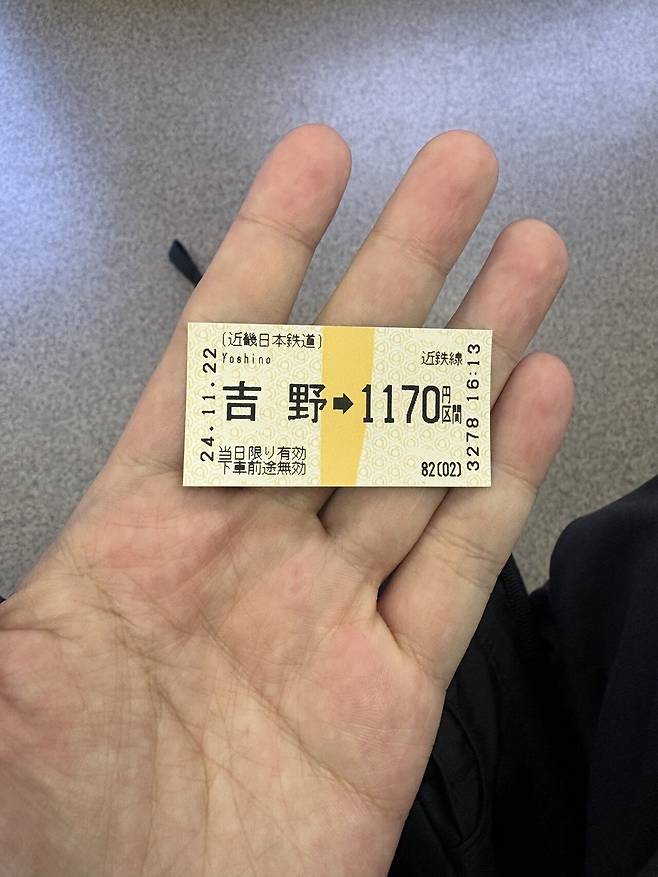 (近畿日本鉄道)
Yoshino
近鉄線
吉野➡1170円区間
当日限り有効
下車前途無効
82(02)
24.11.22
3278 16:13